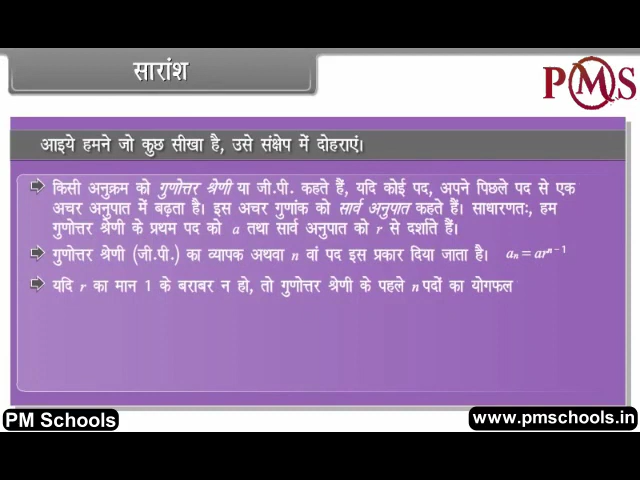 सारांश
PMS
आइये हमने जो कुछ सीखा है, उसे संक्षेप में दोहराएं।
किसी अनुक्रम को गुणोत्तर श्रेणी या जी.पी. कहते हैं, यदि कोई पद, अपने पिछले पद से एक
अचर अनुपात में बढ़ता है। इस अचर गुणांक को सार्व अनुपात कहते हैं। साधारणतः, हम
गुणोत्तर श्रेणी के प्रथम पद को a तथा सार्व अनुपात को r से दर्शाते हैं।
गुणोत्तर श्रेणी (जी.पी.) का व्यापक अथवा n वां पद इस प्रकार दिया जाता है। aₙ = arⁿ⁻¹
यदि r का मान 1 के बराबर न हो, तो गुणोत्तर श्रेणी के पहले n पदों का योगफल
PM Schools
www.pmschools.in